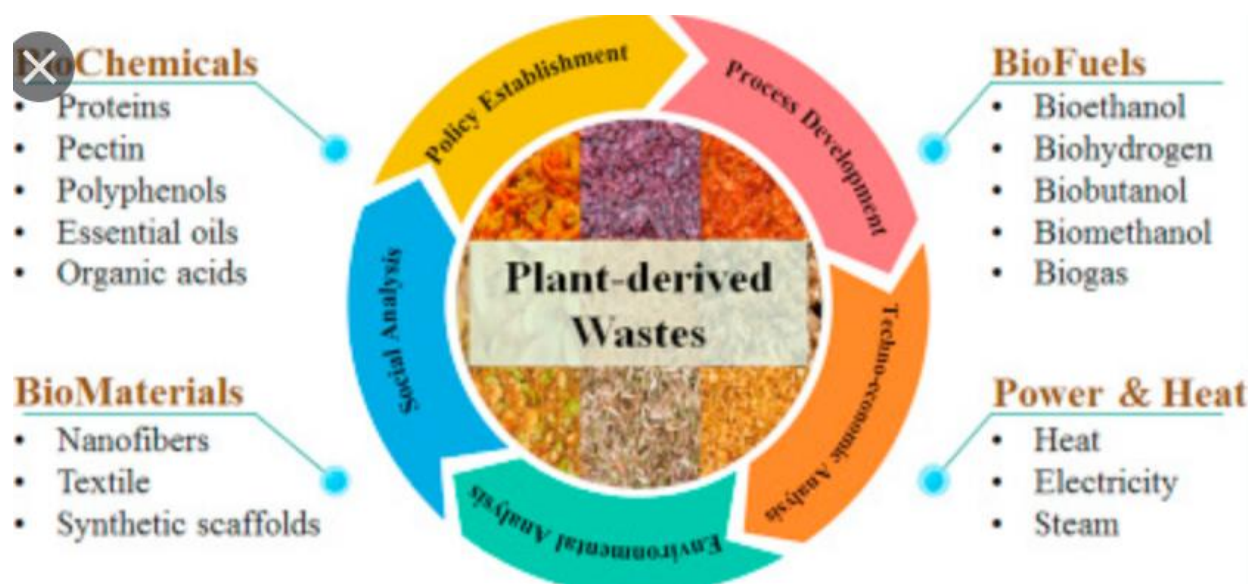 BioChemicals
• Proteins
• Pectin
• Polyphenols
• Essential oils
• Organic acids
BioMaterials
• Nanofibers
• Textile
• Synthetic scaffolds
Policy Establishment
Process Development
Techno-economic Analysis
Environmental Analysis
Social Analysis
Plant-derived
Wastes
BioFuels
• Bioethanol
• Biohydrogen
• Biobutanol
• Biomethanol
• Biogas
Power & Heat
• Heat
• Electricity
• Steam